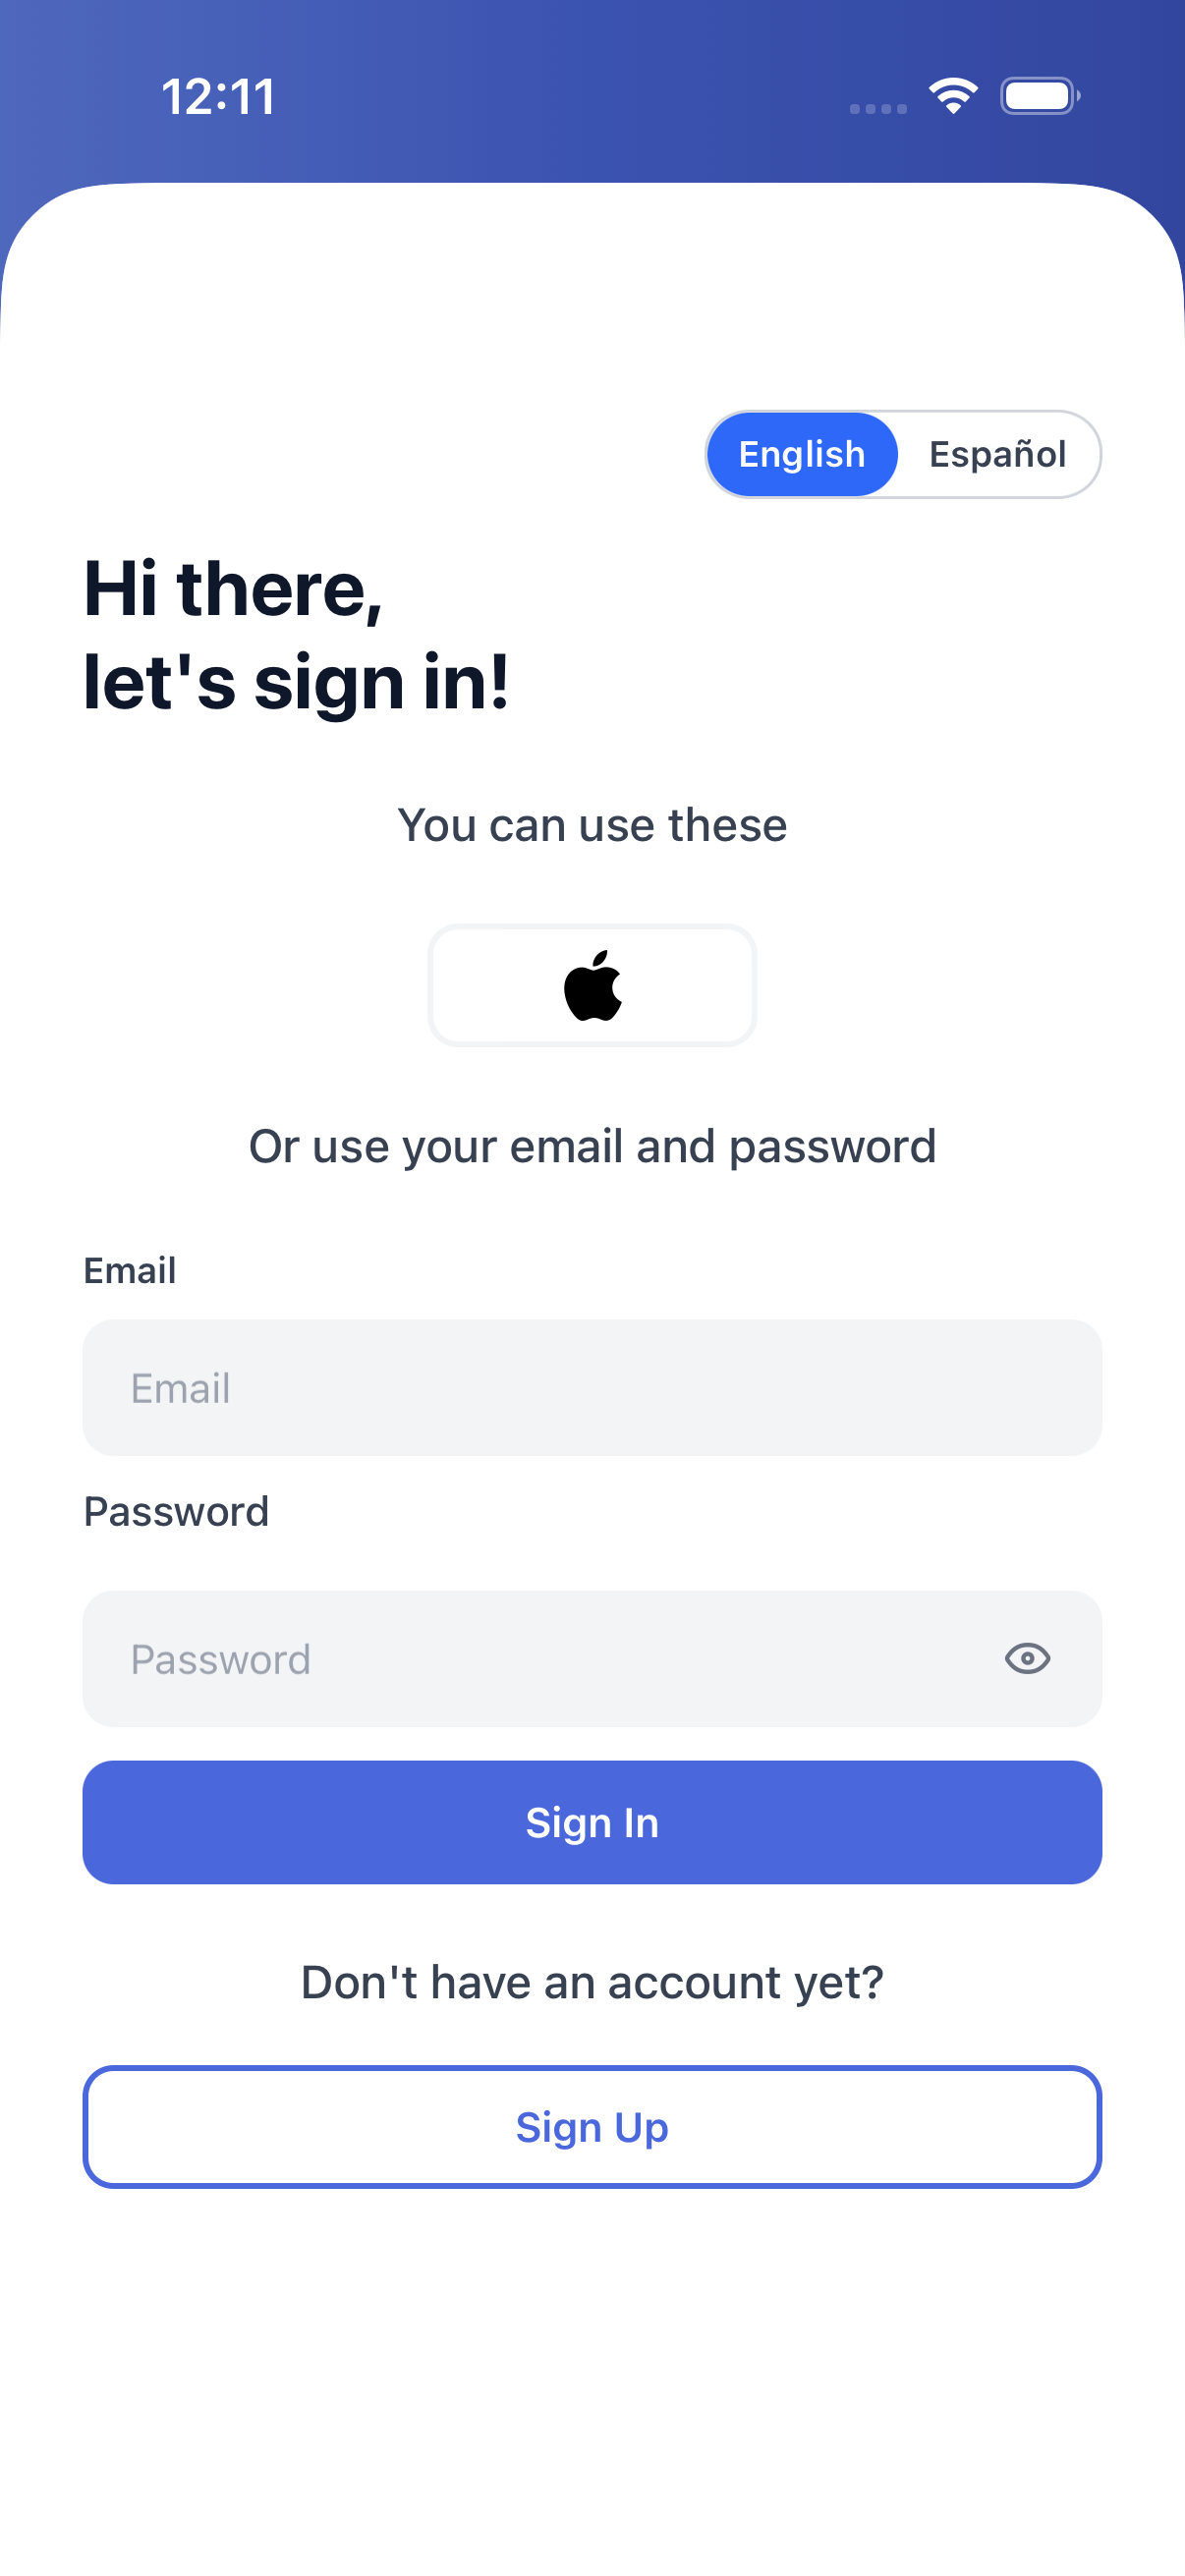 12:11
English Español
Hi there,
let's sign in!
You can use these
Or use your email and password
Email
Email
Password
Password
Sign In
Don't have an account yet?
Sign Up